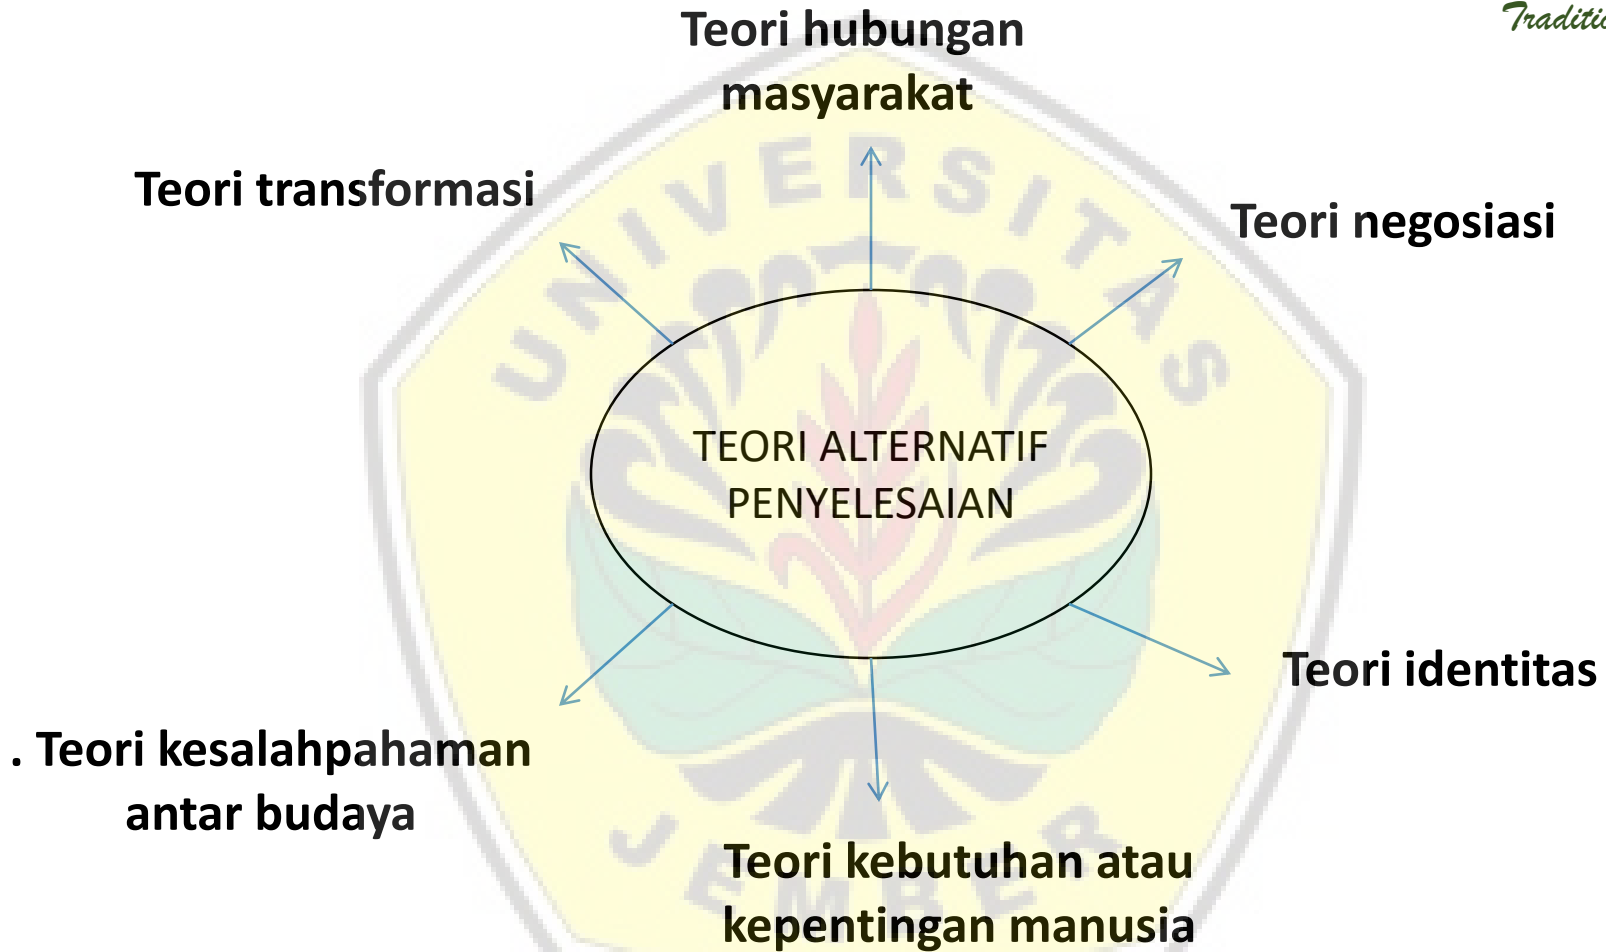 Teori hubungan
masyarakat
Teori transformasi
Teori negosiasi
TEORI ALTERNATIF
PENYELESAIAN
Teori identitas
. Teori kesalahpahaman
antar budaya
Teori kebutuhan atau
kepentingan manusia
UNIVERSITAS
JEMBER